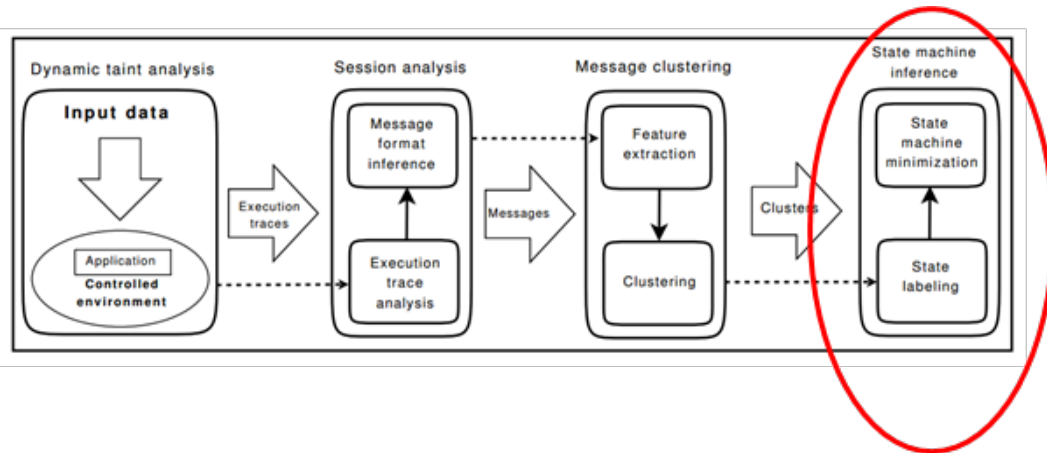 Dynamic taint analysis
Input data
Application
Controlled
environment
Execution
traces
Session analysis
Message
format
inference
Execution
trace
analysis
Messages
Message clustering
Feature
extraction
Clustering
Clusters
State machine
inference
State
machine
minimization
State
labeling